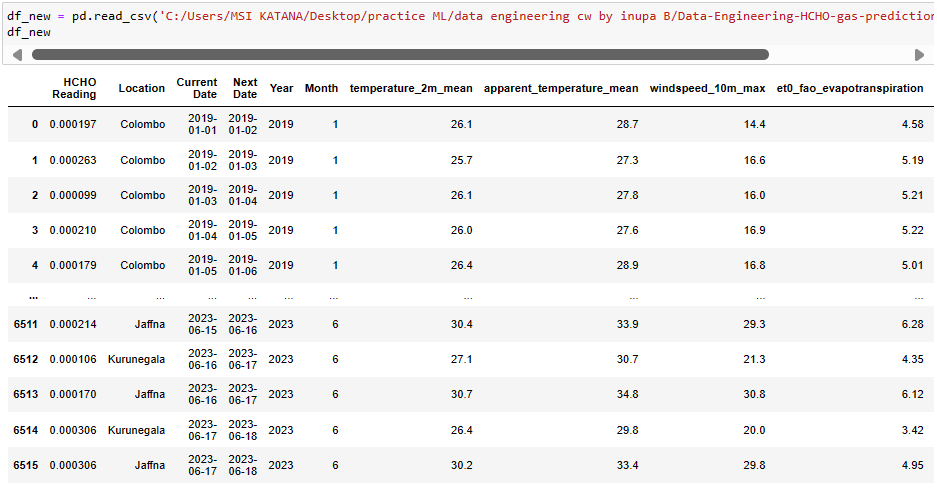 df_new = pd.read_csv('C:/Users/MSI KATANA/Desktop/practice ML/data engineering cw by inupa B/Data-Engineering-HCHO-gas-prediction
df_new
HCHO Reading Location Current Date Next Date Year Month temperature_2m_mean apparent_temperature_mean windspeed_10m_max et0_fao_evapotranspiration
0 0.000197 Colombo 2019-01-01 2019-01-02 2019 1 26.1 28.7 14.4 4.58
1 0.000263 Colombo 2019-01-02 2019-01-03 2019 1 25.7 27.3 16.6 5.19
2 0.000099 Colombo 2019-01-03 2019-01-04 2019 1 26.1 27.8 16.0 5.21
3 0.000210 Colombo 2019-01-04 2019-01-05 2019 1 26.0 27.6 16.9 5.22
4 0.000179 Colombo 2019-01-05 2019-01-06 2019 1 26.4 28.9 16.8 5.01
... ... ... ... ... ... ... ... ... ... ...
6511 0.000214 Jaffna 2023-06-15 2023-06-16 2023 6 30.4 33.9 29.3 6.28
6512 0.000106 Kurunegala 2023-06-16 2023-06-17 2023 6 27.1 30.7 21.3 4.35
6513 0.000170 Jaffna 2023-06-16 2023-06-17 2023 6 30.7 34.8 30.8 6.12
6514 0.000306 Kurunegala 2023-06-17 2023-06-18 2023 6 26.4 29.8 20.0 3.42
6515 0.000306 Jaffna 2023-06-17 2023-06-18 2023 6 30.2 33.4 29.8 4.95